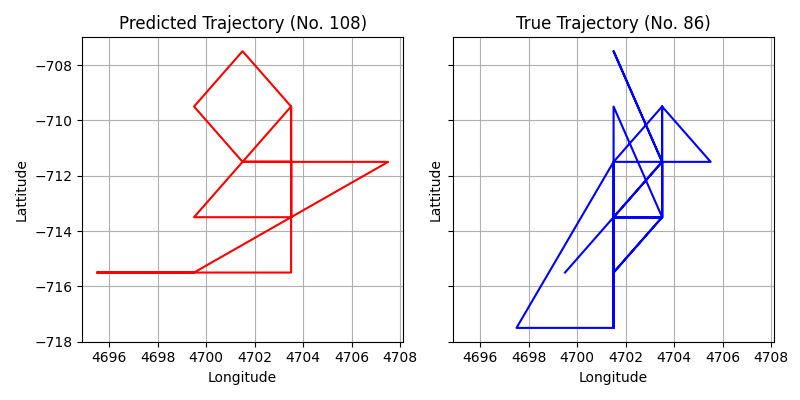 Predicted Trajectory (No. 108)
True Trajectory (No. 86)
Lattitude
−708
−710
−712
−714
−716
−718
4696 4698 4700 4702 4704 4706 4708
Longitude
Lattitude
4696 4698 4700 4702 4704 4706 4708
Longitude